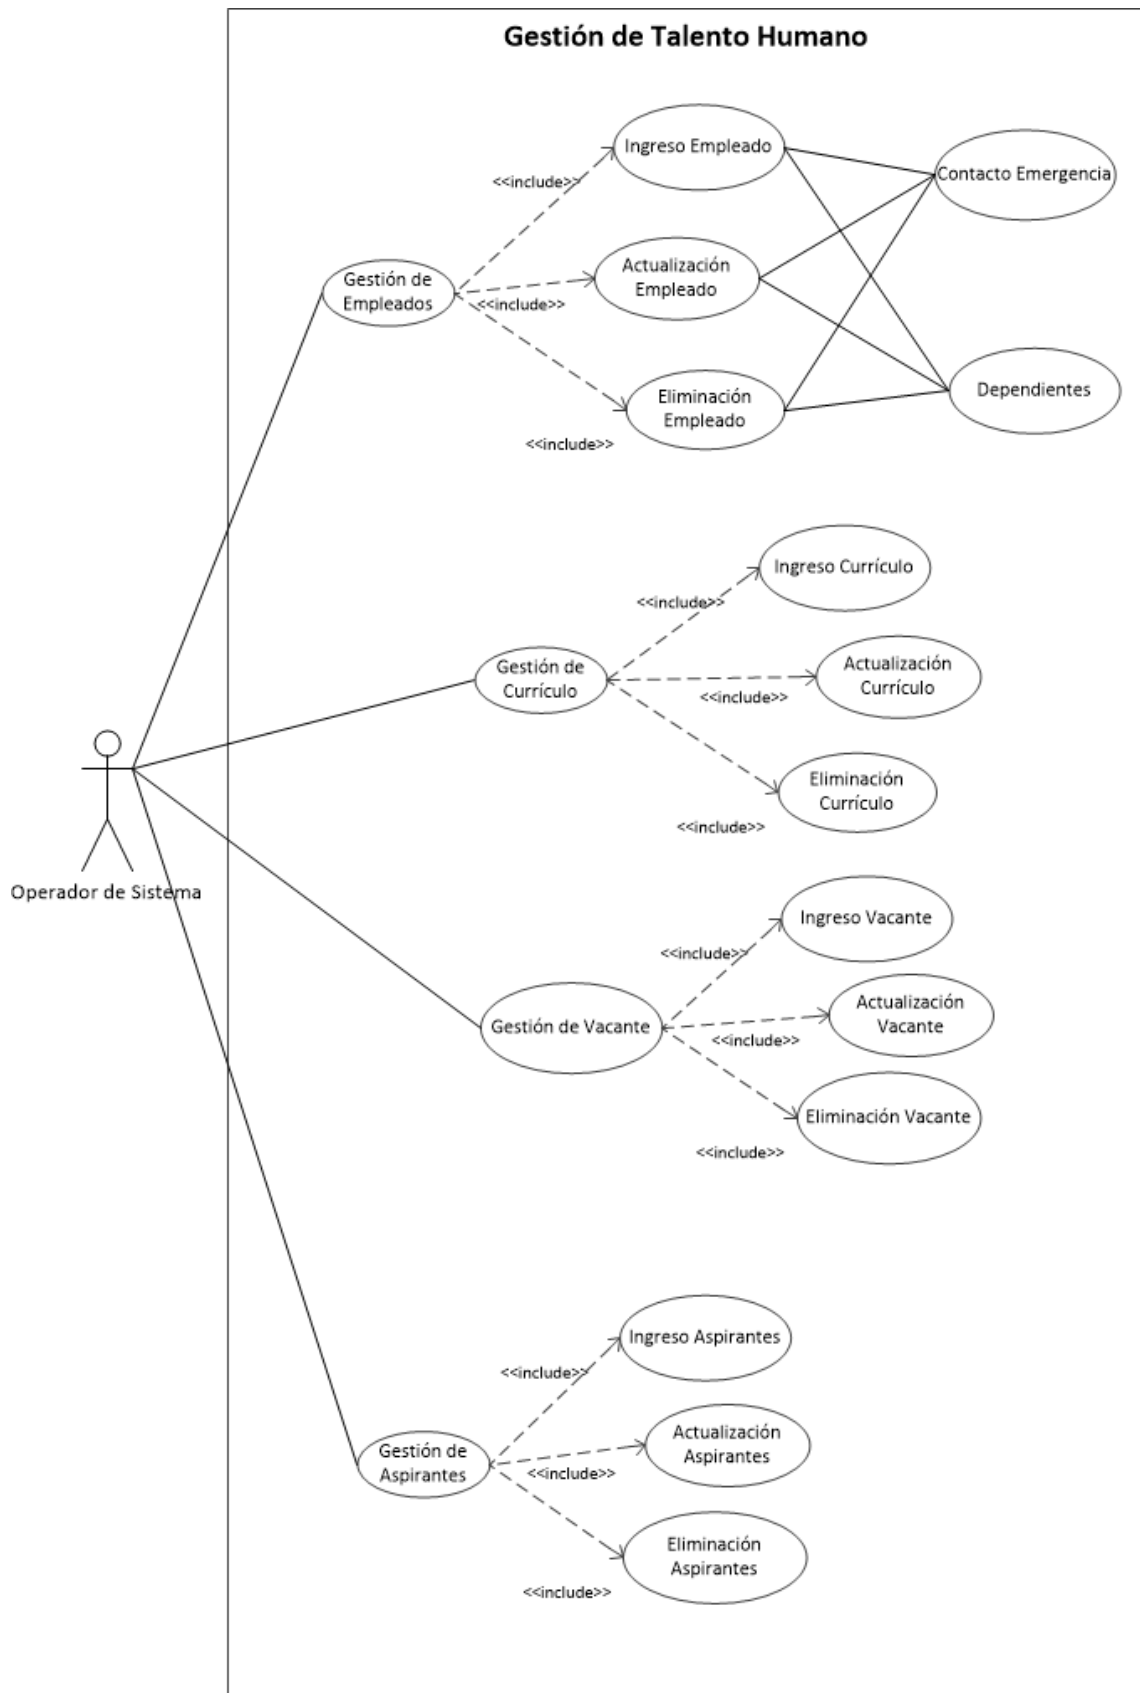 Gestión de Talento Humano
Ingreso Empleado
Contacto Emergencia
<<include>>
Actualización
Empleado
Gestión de
Empleados
<<include>>
Eliminación
Empleado
Dependientes
<<include>>
Ingreso Currículo
<<include>>
Gestión de
Currículo
Actualización
Currículo
<<include>>
Eliminación
Currículo
<<include>>
Operador de Sistema
Ingreso Vacante
<<include>>
Gestión de Vacante
Actualización
Vacante
<<include>>
Eliminación Vacante
<<include>>
Ingreso Aspirantes
<<include>>
Gestión de
Aspirantes
Actualización
Aspirantes
<<include>>
Eliminación
Aspirantes
<<include>>